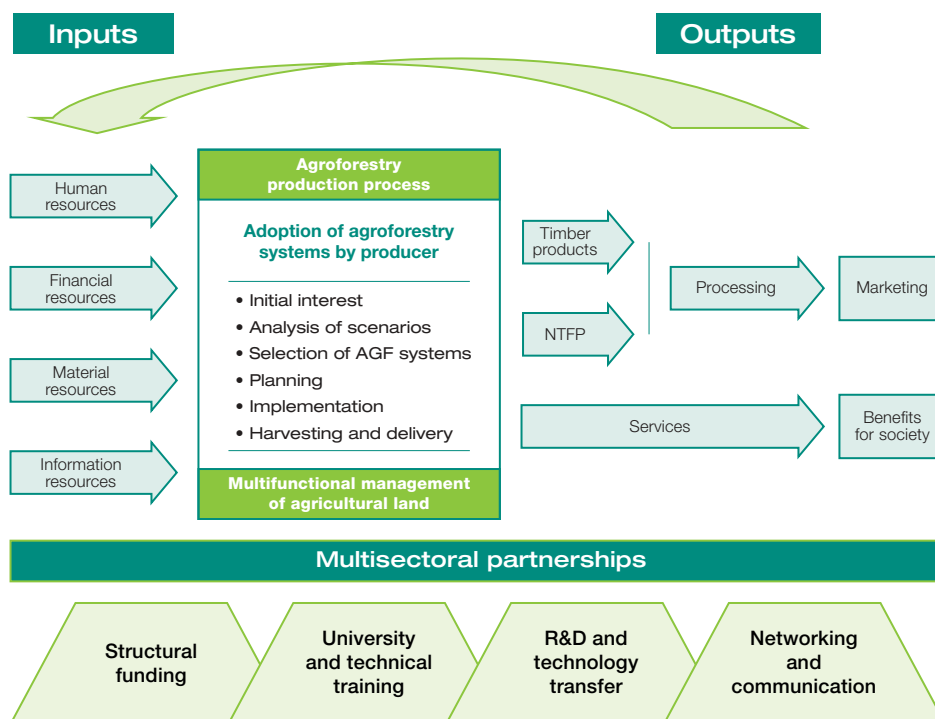 Inputs
Outputs
Human
resources
Financial
resources
Material
resources
Information
resources
Agroforestry
production process
Adoption of agroforestry
systems by producer
• Initial interest
• Analysis of scenarios
• Selection of AGF systems
• Planning
• Implementation
• Harvesting and delivery
Multifunctional management
of agricultural land
Timber
products
NTFP
Processing
Marketing
Services
Benefits
for society
Multisectoral partnerships
Structural
funding
University
and technical
training
R&D and
technology
transfer
Networking
and
communication